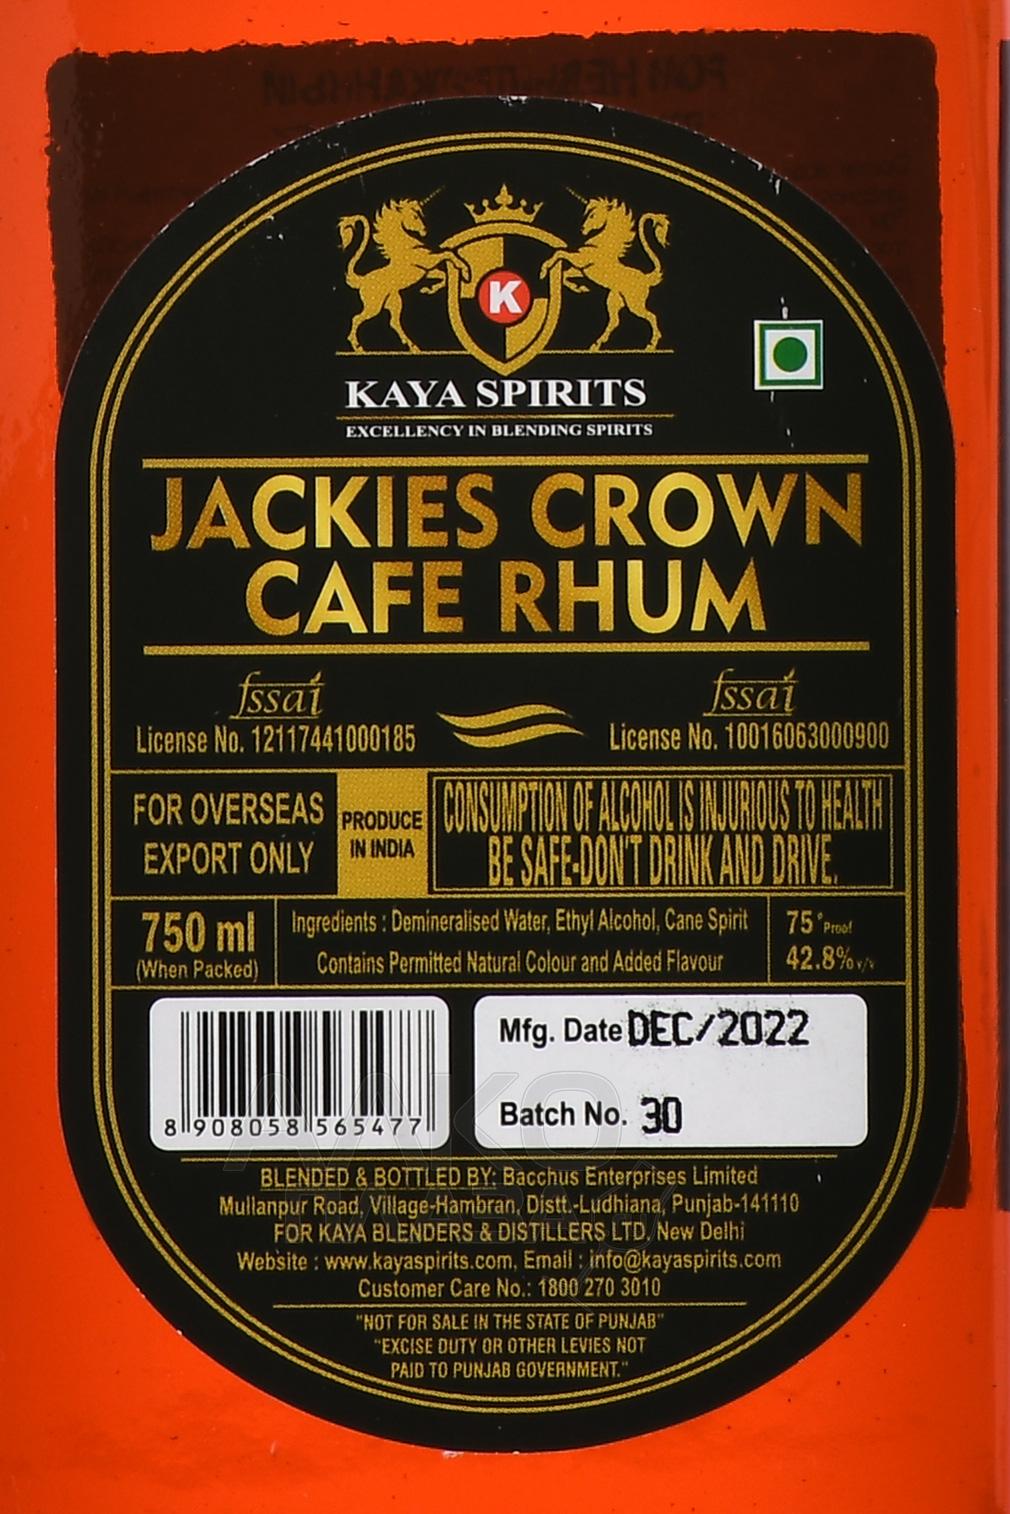 K
KAYA SPIRITS
EXCELLENCY IN BLENDING SPIRITS
JACKIES CROWN
CAFE RHUM
fssai
License No. 12117441000185
fssai
License No. 10016063000900
FOR OVERSEAS
EXPORT ONLY
PRODUCE
IN INDIA
CONSUMPTION OF ALCOHOL IS INJURIOUS TO HEALTH
BE SAFE-DON'T DRINK AND DRIVE.
750 ml
(When Packed)
Ingredients : Demineralised Water, Ethyl Alcohol, Cane Spirit
Contains Permitted Natural Colour and Added Flavour
75° Proof
42.8% v/v
Mfg. Date DEC/2022
Batch No. 30
8 908058 565477
BLENDED & BOTTLED BY: Bacchus Enterprises Limited
Mullanpur Road, Village-Hambran, Distt.-Ludhiana, Punjab-141110
FOR KAYA BLENDERS & DISTILLERS LTD, New Delhi
Website : www.kayaspirits.com, Email : info@kayaspirits.com
Customer Care No.: 1800 270 3010
"NOT FOR SALE IN THE STATE OF PUNJAB"
"EXCISE DUTY OR OTHER LEVIES NOT
PAID TO PUNJAB GOVERNMENT."